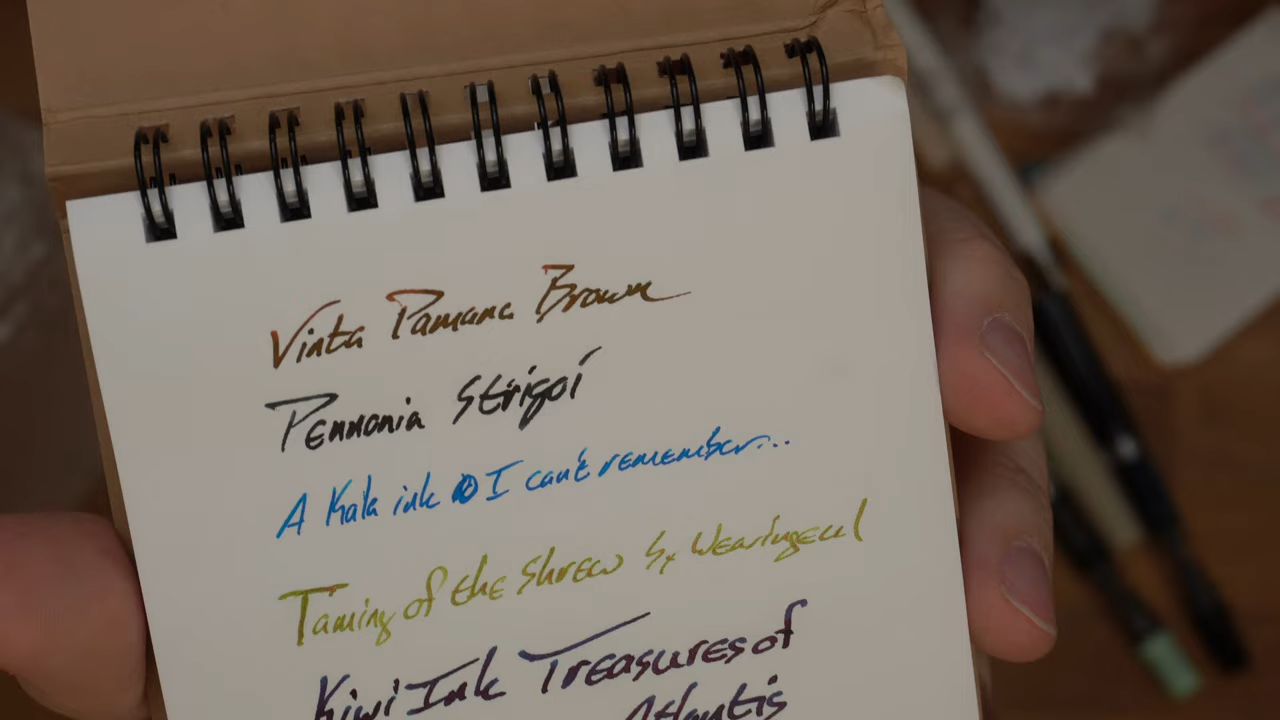 Vinta Pamana Brown
Pennonia Strigoi
A Kala ink I can't remember...
Taming of the Shrew by Wearingeul
Kiwi Ink Treasures of
Atlantis